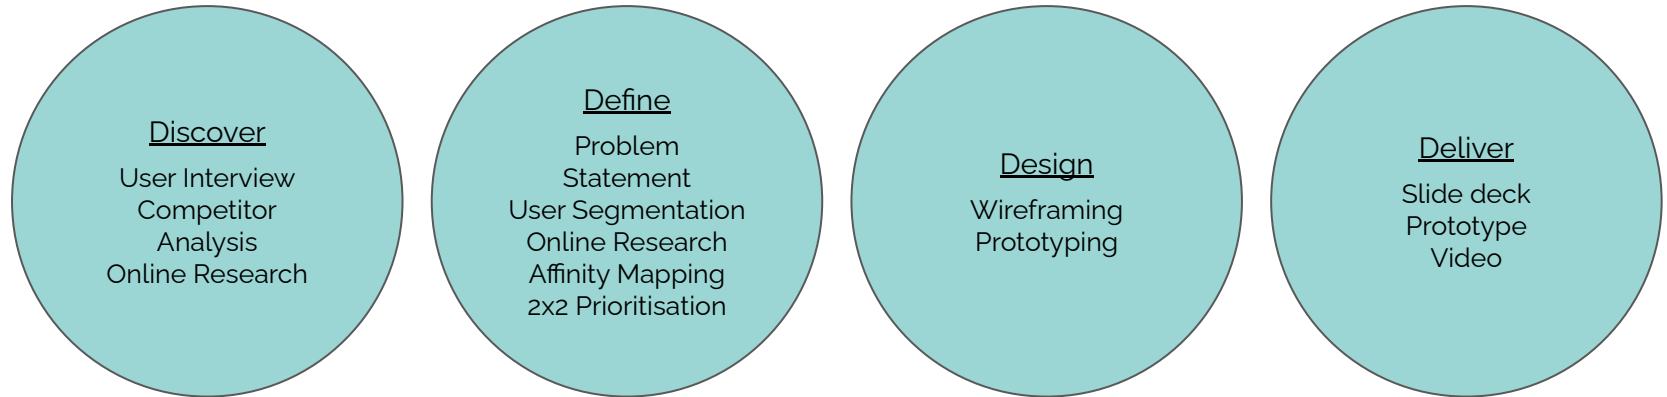 Discover
User Interview
Competitor
Analysis
Online Research
Define
Problem
Statement
User Segmentation
Online Research
Affinity Mapping
2x2 Prioritisation
Design
Wireframing
Prototyping
Deliver
Slide deck
Prototype
Video